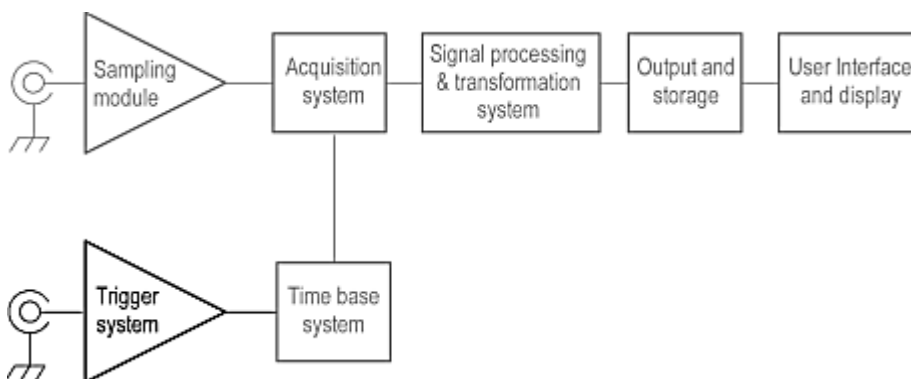 Sampling
module
Acquisition
system
Signal processing
& transformation
system
Output and
storage
User Interface
and display
Trigger
system
Time base
system